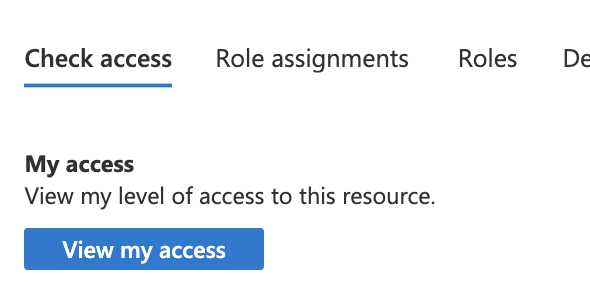 Check access Role assignments Roles De
My access
View my level of access to this resource.
View my access